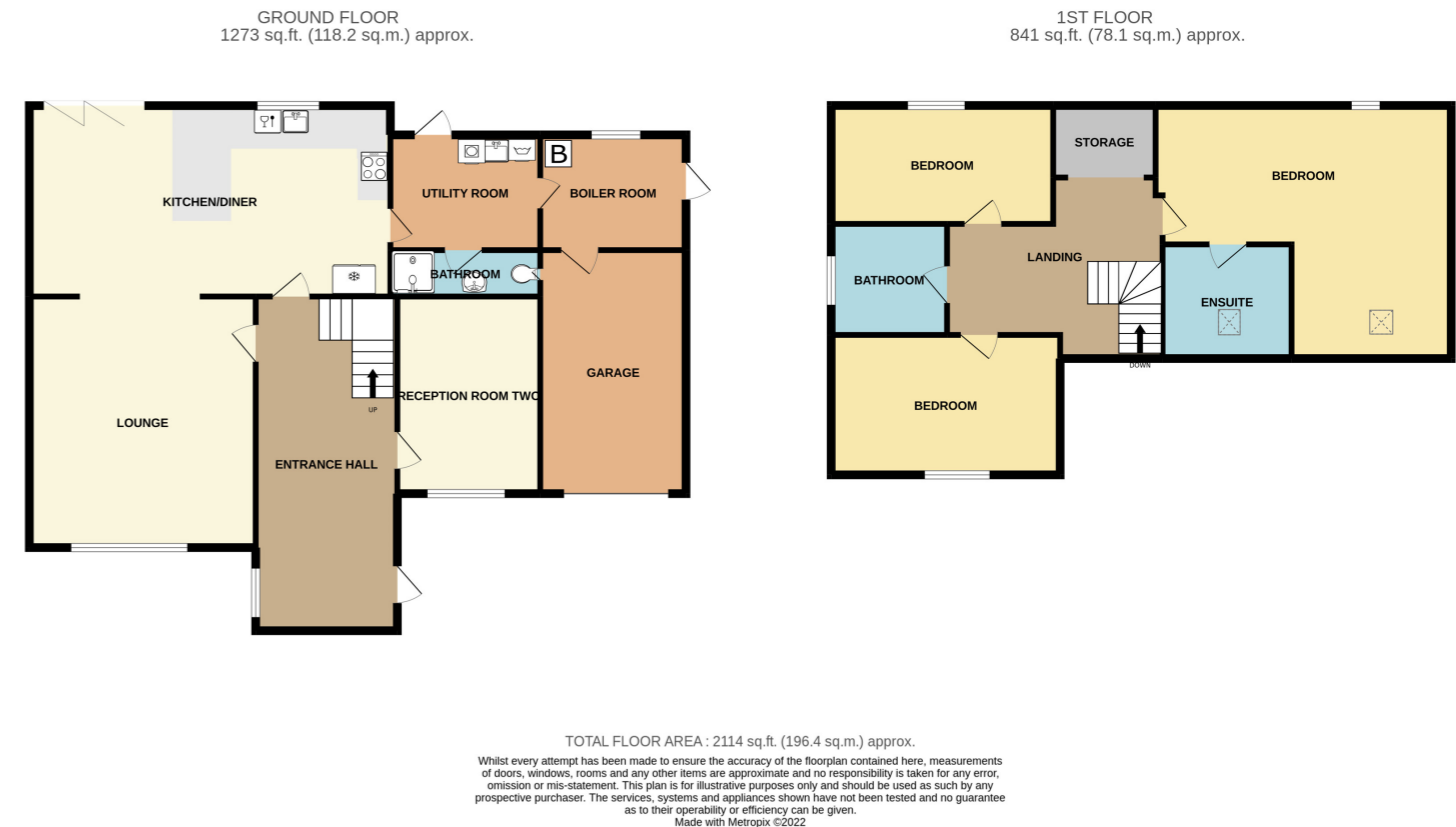 GROUND FLOOR
1273 sq.ft. (118.2 sq.m.) approx.
1ST FLOOR
841 sq.ft. (78.1 sq.m.) approx.
KITCHEN/DINER
UTILITY ROOM
B
BOILER ROOM
BATHROOM
LOUNGE
UP
ENTRANCE HALL
RECEPTION ROOM TWO
GARAGE
BEDROOM
STORAGE
BEDROOM
BATHROOM
LANDING
ENSUITE
DOWN
BEDROOM
TOTAL FLOOR AREA : 2114 sq.ft. (196.4 sq.m.) approx.
Whilst every attempt has been made to ensure the accuracy of the floorplan contained here, measurements
of doors, windows, rooms and any other items are approximate and no responsibility is taken for any error,
omission or mis-statement. This plan is for illustrative purposes only and should be used as such by any
prospective purchaser. The services, systems and appliances shown have not been tested and no guarantee
as to their operability or efficiency can be given.
Made with Metropix ©2022